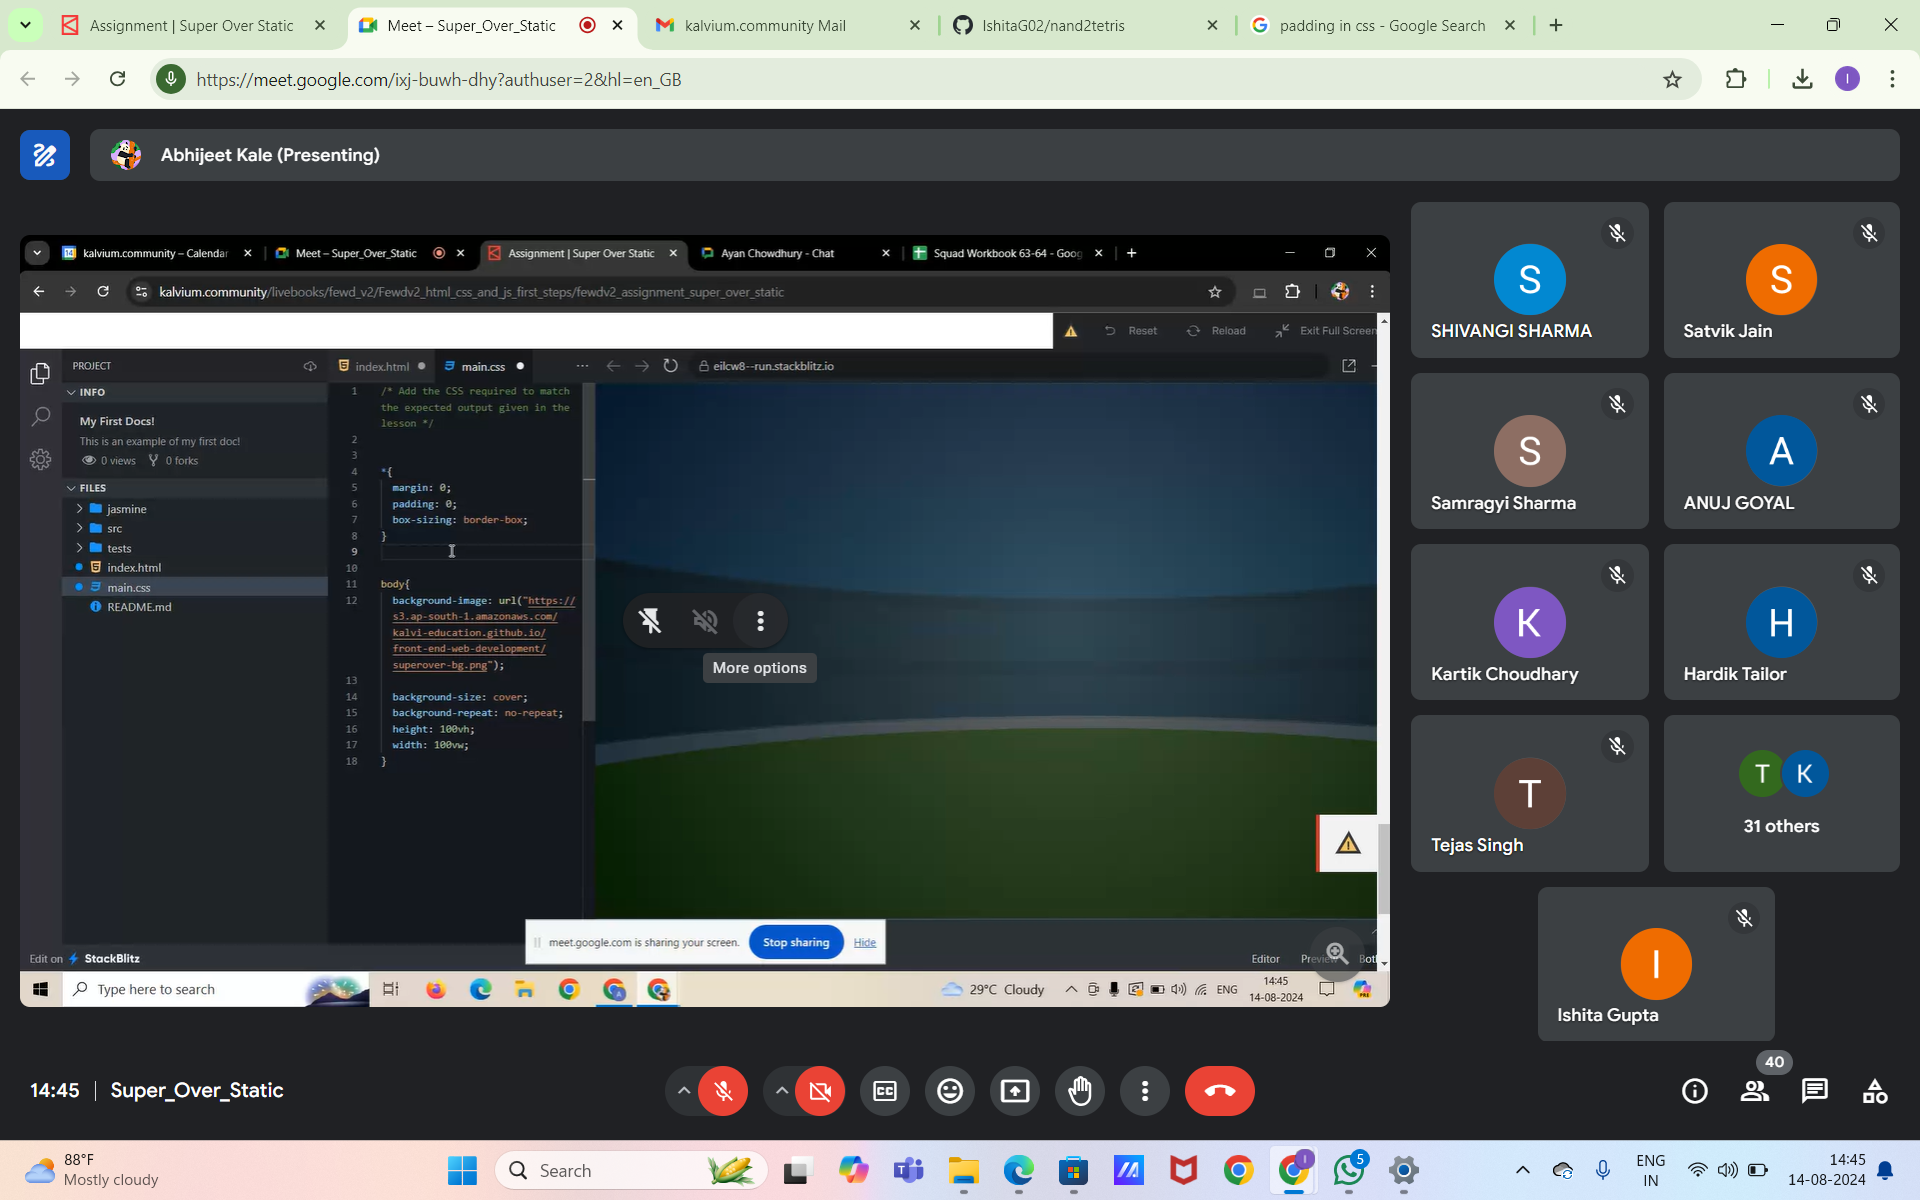 Assignment | Super Over Static
Meet – Super_Over_Static
kalvium.community Mail
IshitaG02/nand2tetris
padding in css - Google Search
https://meet.google.com/ixj-buwh-dhy?authuser=2&hl=en_GB
I
Abhijeet Kale (Presenting)
kalvium.community – Calendar
Meet – Super_Over_Static
Assignment | Super Over Static
Ayan Chowdhury - Chat
Squad Workbook 63-64 - Goog
kalvium.community/livebooks/fewd_v2/Fewdv2_html_css_and_js_first_steps/fewdv2_assignment_super_over_static
Reset
Reload
Exit Full Screen
PROJECT
index.html
main.css
eilcw8--run.stackblitz.io
INFO
My First Docs!
This is an example of my first doc!
0 views
0 forks
FILES
jasmine
src
tests
index.html
main.css
README.md
1 /* Add the CSS required to match
the expected output given in the
lesson */
2
3
4 *{
5 margin: 0;
6 padding: 0;
7 box-sizing: border-box;
8 }
9
10
11 body{
12 background-image: url("https://
s3.ap-south-1.amazonaws.com/
kalvi-education.github.io/
front-end-web-development/
superover-bg.png");
13
14 background-size: cover;
15 background-repeat: no-repeat;
16 height: 100vh;
17 width: 100vw;
18 }
More options
meet.google.com is sharing your screen.
Stop sharing
Hide
Edit on StackBlitz
Editor
Both
Type here to search
29°C Cloudy
ENG
14:45
14-08-2024
S
SHIVANGI SHARMA
S
Satvik Jain
S
Samragyi Sharma
A
ANUJ GOYAL
K
Kartik Choudhary
H
Hardik Tailor
T
Tejas Singh
T K
31 others
I
Ishita Gupta
14:45 | Super_Over_Static
40
88°F
Mostly cloudy
Search
I
5
ENG
IN
14:45
14-08-2024